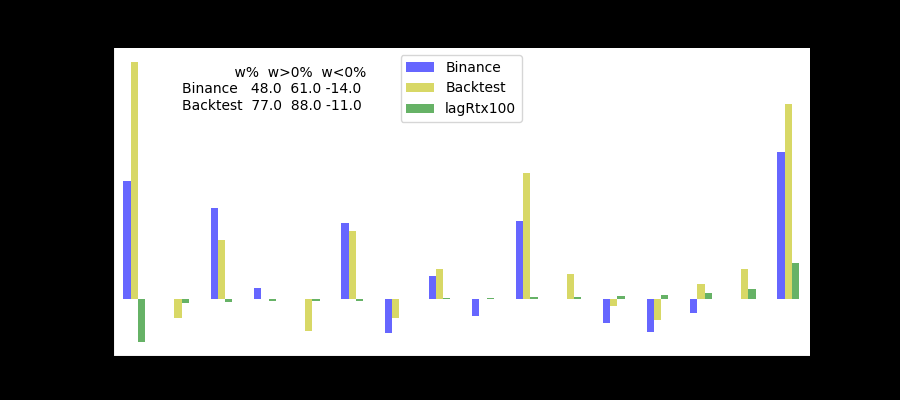 w%  w>0%  w<0%
Binance   48.0  61.0 -14.0
Backtest  77.0  88.0 -11.0
Binance
Backtest
lagRtx100